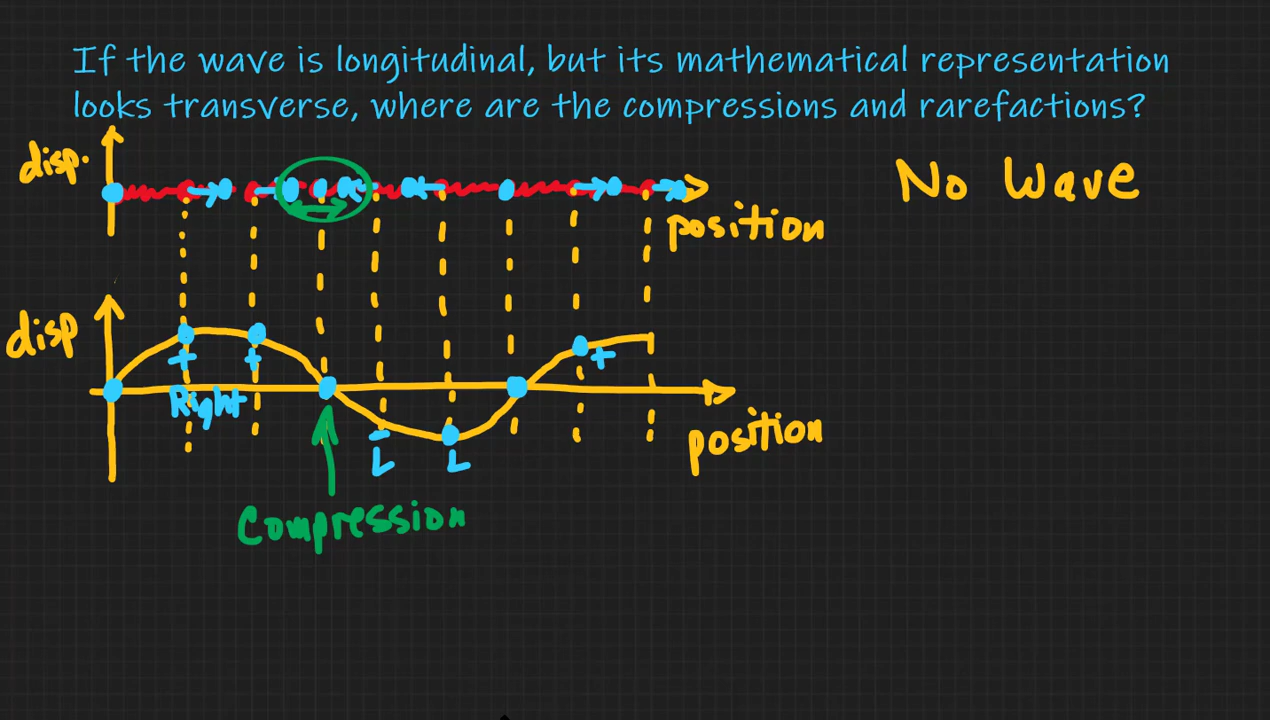 If the wave is longitudinal, but its mathematical representation
looks transverse, where are the compressions and rarefactions?
disp.
No Wave
position
disp
+ + +
Right
position
- L L
Compression